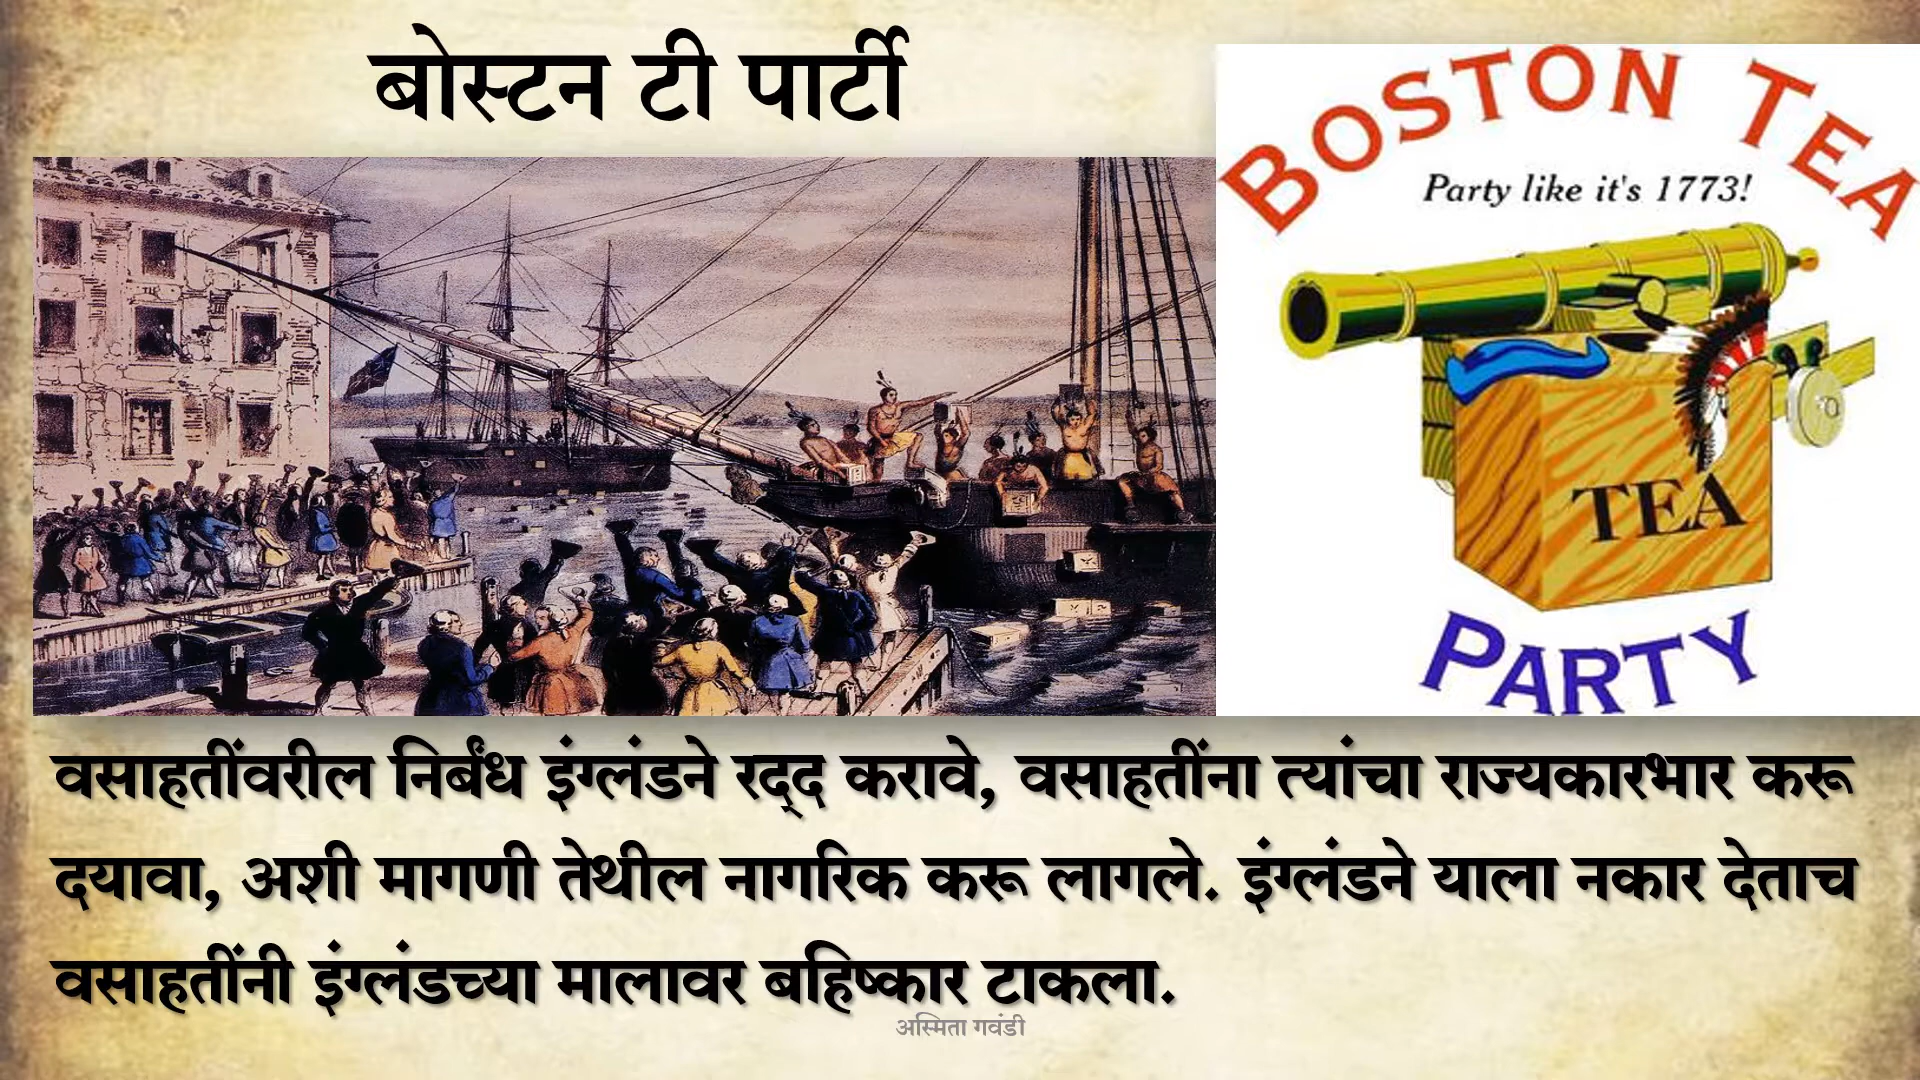 बोस्टन टी पार्टी
BOSTON TEA
Party like it's 1773!
TEA
PARTY
वसाहतींवरील निर्बंध इंग्लंडने रद्‌द करावे, वसाहतींना त्यांचा राज्यकारभार करू
दयावा, अशी मागणी तेथील नागरिक करू लागले. इंग्लंडने याला नकार देताच
वसाहतींनी इंग्लंडच्या मालावर बहिष्कार टाकला.
अस्मिता गवंडी